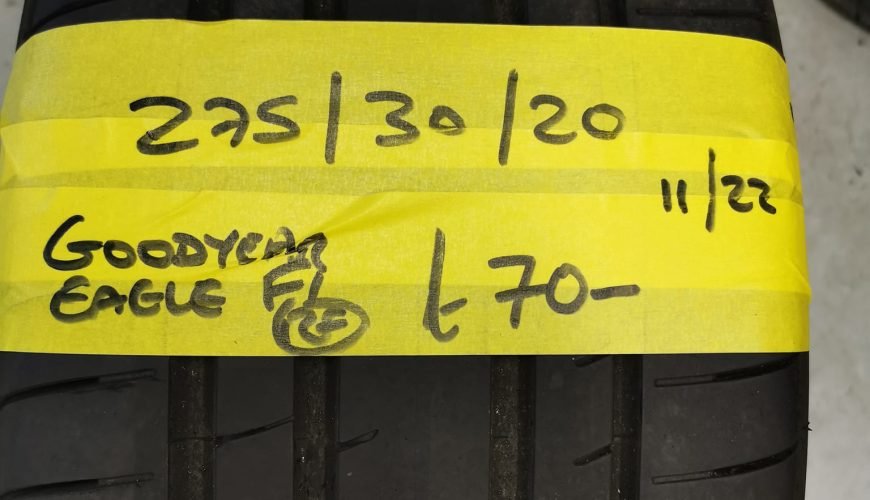 275/30/20
11/22
GOODYEAR
EAGLE F1
RF
£70-